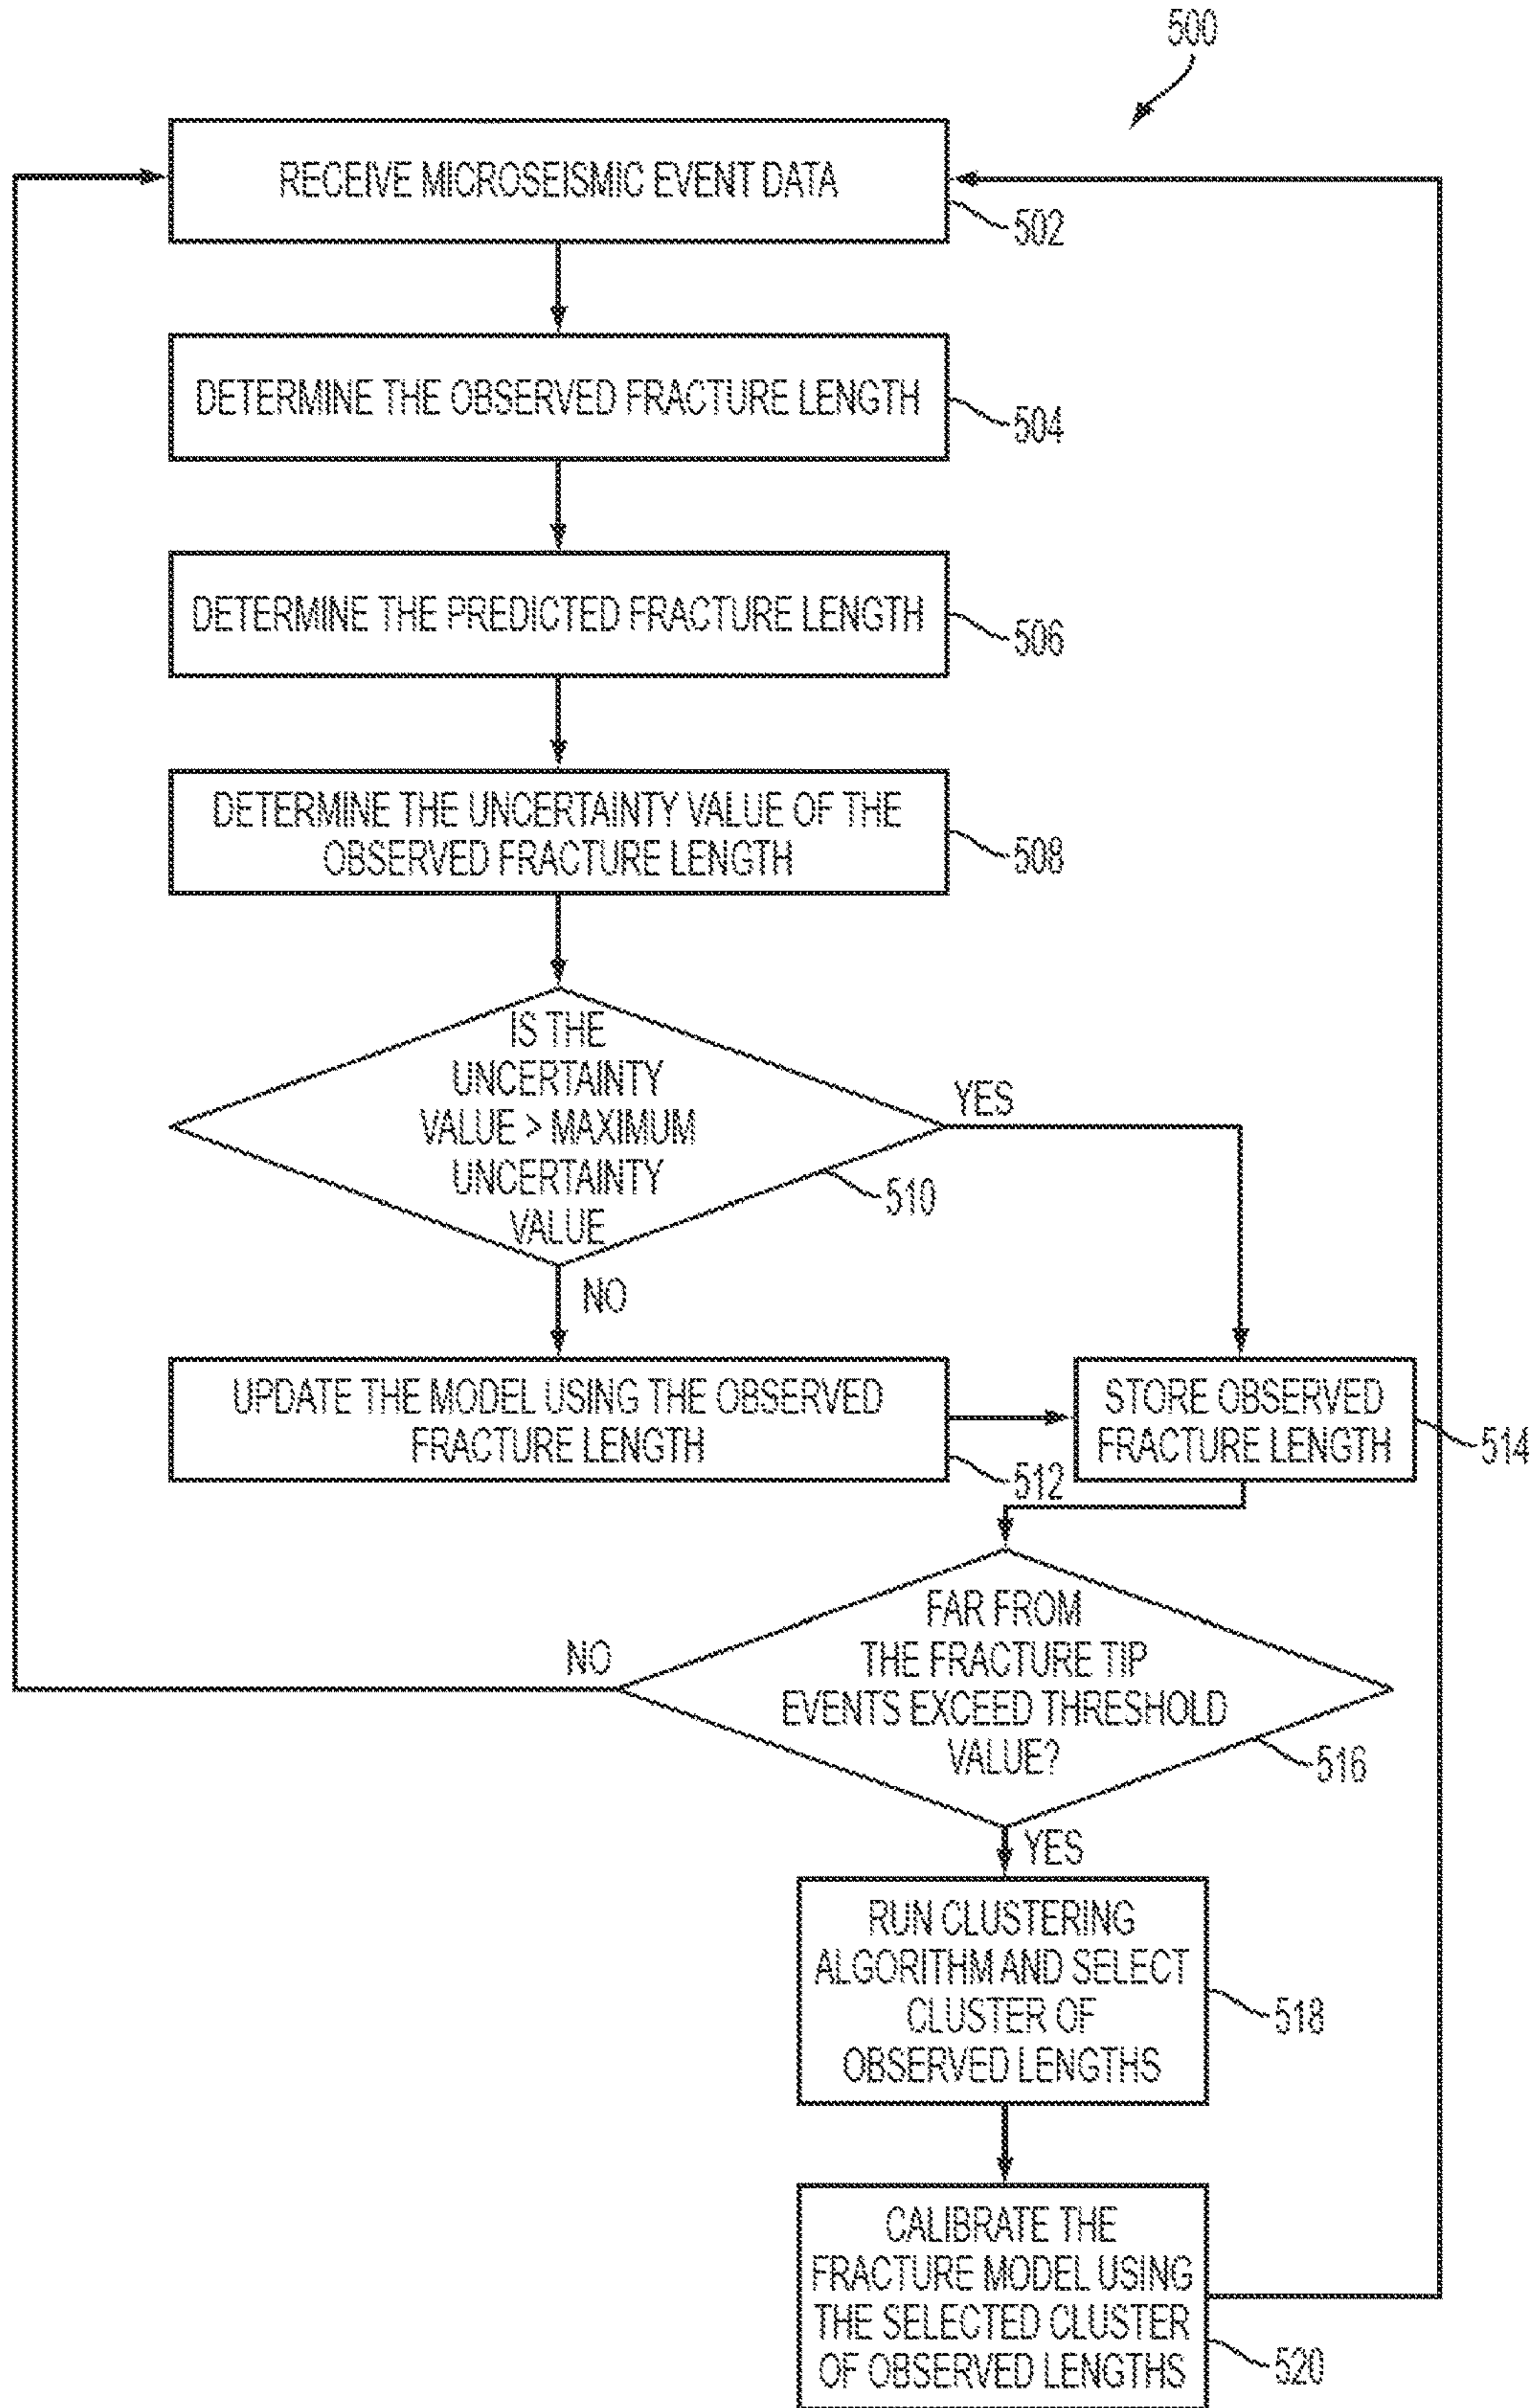 500
RECEIVE MICROSEISMIC EVENT DATA
502
DETERMINE THE OBSERVED FRACTURE LENGTH
504
DETERMINE THE PREDICTED FRACTURE LENGTH
506
DETERMINE THE UNCERTAINTY VALUE OF THE
OBSERVED FRACTURE LENGTH
508
IS THE
UNCERTAINTY
VALUE > MAXIMUM
UNCERTAINTY
VALUE
YES
510
NO
UPDATE THE MODEL USING THE OBSERVED
FRACTURE LENGTH
512
STORE OBSERVED
FRACTURE LENGTH
514
FAR FROM
THE FRACTURE TIP
EVENTS EXCEED THRESHOLD
VALUE?
NO
516
YES
RUN CLUSTERING
ALGORITHM AND SELECT
CLUSTER OF
OBSERVED LENGTHS
518
CALIBRATE THE
FRACTURE MODEL USING
THE SELECTED CLUSTER
OF OBSERVED LENGTHS
520